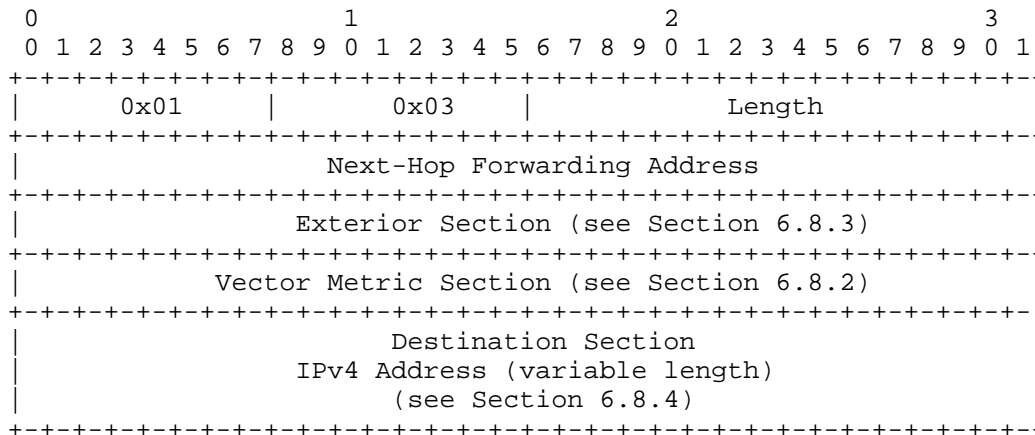 0                   1                   2                   3
 0 1 2 3 4 5 6 7 8 9 0 1 2 3 4 5 6 7 8 9 0 1 2 3 4 5 6 7 8 9 0 1
+-+-+-+-+-+-+-+-+-+-+-+-+-+-+-+-+-+-+-+-+-+-+-+-+-+-+-+-+-+-+-+-
|      0x01     |       0x03    |            Length
+-+-+-+-+-+-+-+-+-+-+-+-+-+-+-+-+-+-+-+-+-+-+-+-+-+-+-+-+-+-+-+-
|                   Next-Hop Forwarding Address
+-+-+-+-+-+-+-+-+-+-+-+-+-+-+-+-+-+-+-+-+-+-+-+-+-+-+-+-+-+-+-+-
|                 Exterior Section (see Section 6.8.3)
+-+-+-+-+-+-+-+-+-+-+-+-+-+-+-+-+-+-+-+-+-+-+-+-+-+-+-+-+-+-+-+-
|            Vector Metric Section (see Section 6.8.2)
+-+-+-+-+-+-+-+-+-+-+-+-+-+-+-+-+-+-+-+-+-+-+-+-+-+-+-+-+-+-+-+-
|                       Destination Section
|                 IPv4 Address (variable length)
|                       (see Section 6.8.4)
+-+-+-+-+-+-+-+-+-+-+-+-+-+-+-+-+-+-+-+-+-+-+-+-+-+-+-+-+-+-+-+-